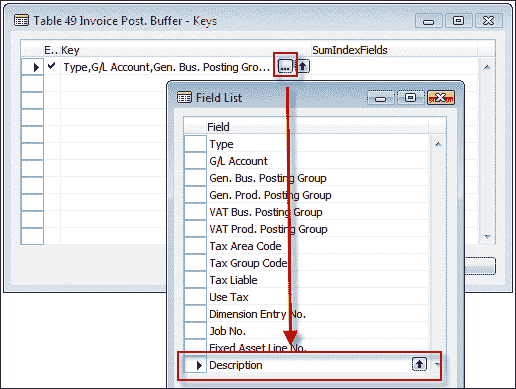 Table 49 Invoice Post. Buffer - Keys
E... Key SumIndexFields
Type,G/L Account,Gen. Bus. Posting Gro... ...
Field List
Field
Type
G/L Account
Gen. Bus. Posting Group
Gen. Prod. Posting Group
VAT Bus. Posting Group
VAT Prod. Posting Group
Tax Area Code
Tax Group Code
Tax Liable
Use Tax
Dimension Entry No.
Job No.
Fixed Asset Line No.
Description